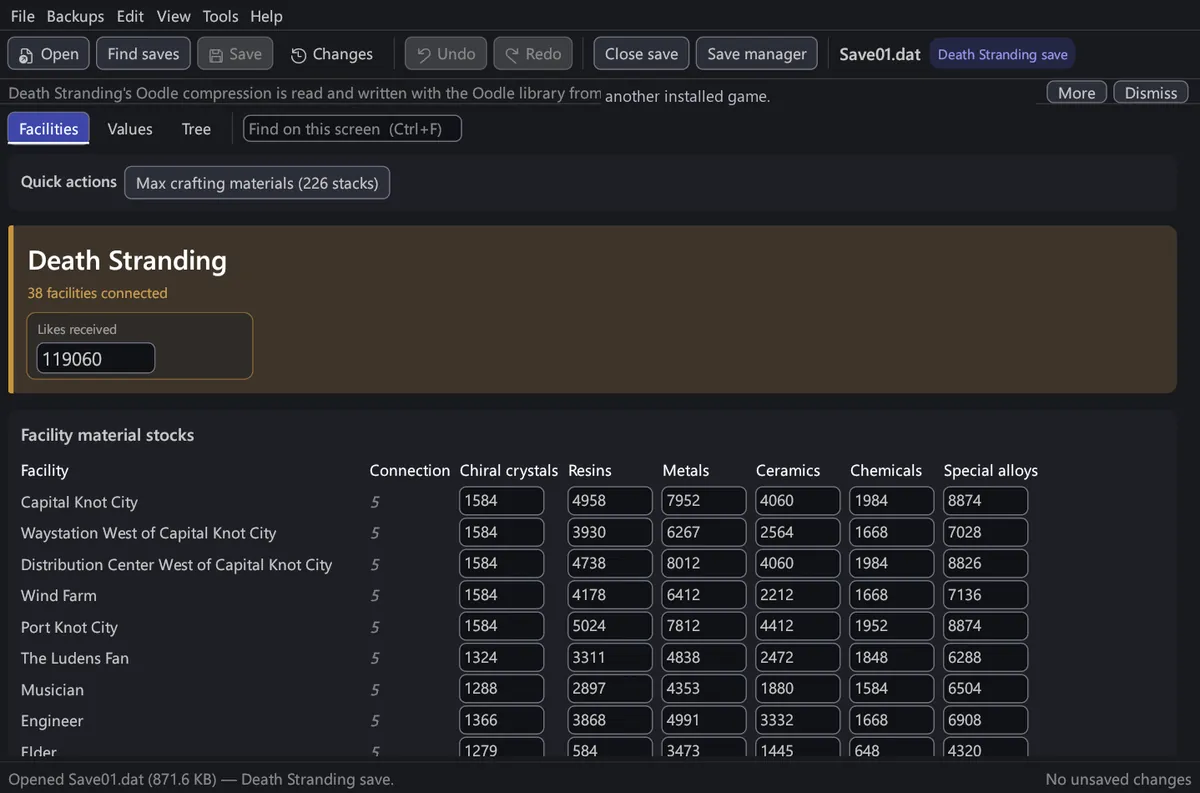 File Backups Edit View Tools Help
Open Find saves Save Changes Undo Redo Close save Save manager Save01.dat Death Stranding save
Death Stranding's Oodle compression is read and written with the Oodle library from another installed game. More Dismiss
Facilities Values Tree Find on this screen (Ctrl+F)
Quick actions Max crafting materials (226 stacks)
Death Stranding
38 facilities connected
Likes received
119060
Facility material stocks
Facility Connection Chiral crystals Resins Metals Ceramics Chemicals Special alloys
Capital Knot City 5 1584 4958 7952 4060 1984 8874
Waystation West of Capital Knot City 5 1584 3930 6267 2564 1668 7028
Distribution Center West of Capital Knot City 5 1584 4738 8012 4060 1984 8826
Wind Farm 5 1584 4178 6412 2212 1668 7136
Port Knot City 5 1584 5024 7812 4412 1952 8874
The Ludens Fan 5 1324 3311 4838 2472 1848 6288
Musician 5 1288 2897 4353 1880 1584 6504
Engineer 5 1366 3868 4991 3332 1668 6908
Elder 5 1279 584 3473 1445 648 4320
Opened Save01.dat (871.6 KB) — Death Stranding save. No unsaved changes